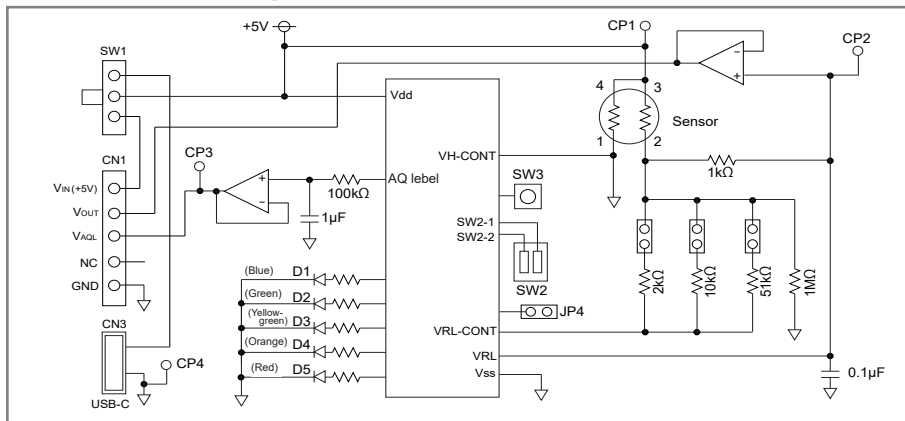 +5V
CP1
CP2
SW1
Vdd
4
3
Sensor
1
2
VH-CONT
1kΩ
CN1
CP3
VIN (+5V)
VOUT
VAQL
NC
GND
AQ lebel
100kΩ
1µF
SW3
SW2-1
SW2-2
SW2
2kΩ
10kΩ
51kΩ
1MΩ
(Blue) D1
(Green) D2
(Yellow-
green) D3
(Orange) D4
(Red) D5
JP4
VRL-CONT
VRL
Vss
0.1µF
CN3
CP4
USB-C
+
−
+
−